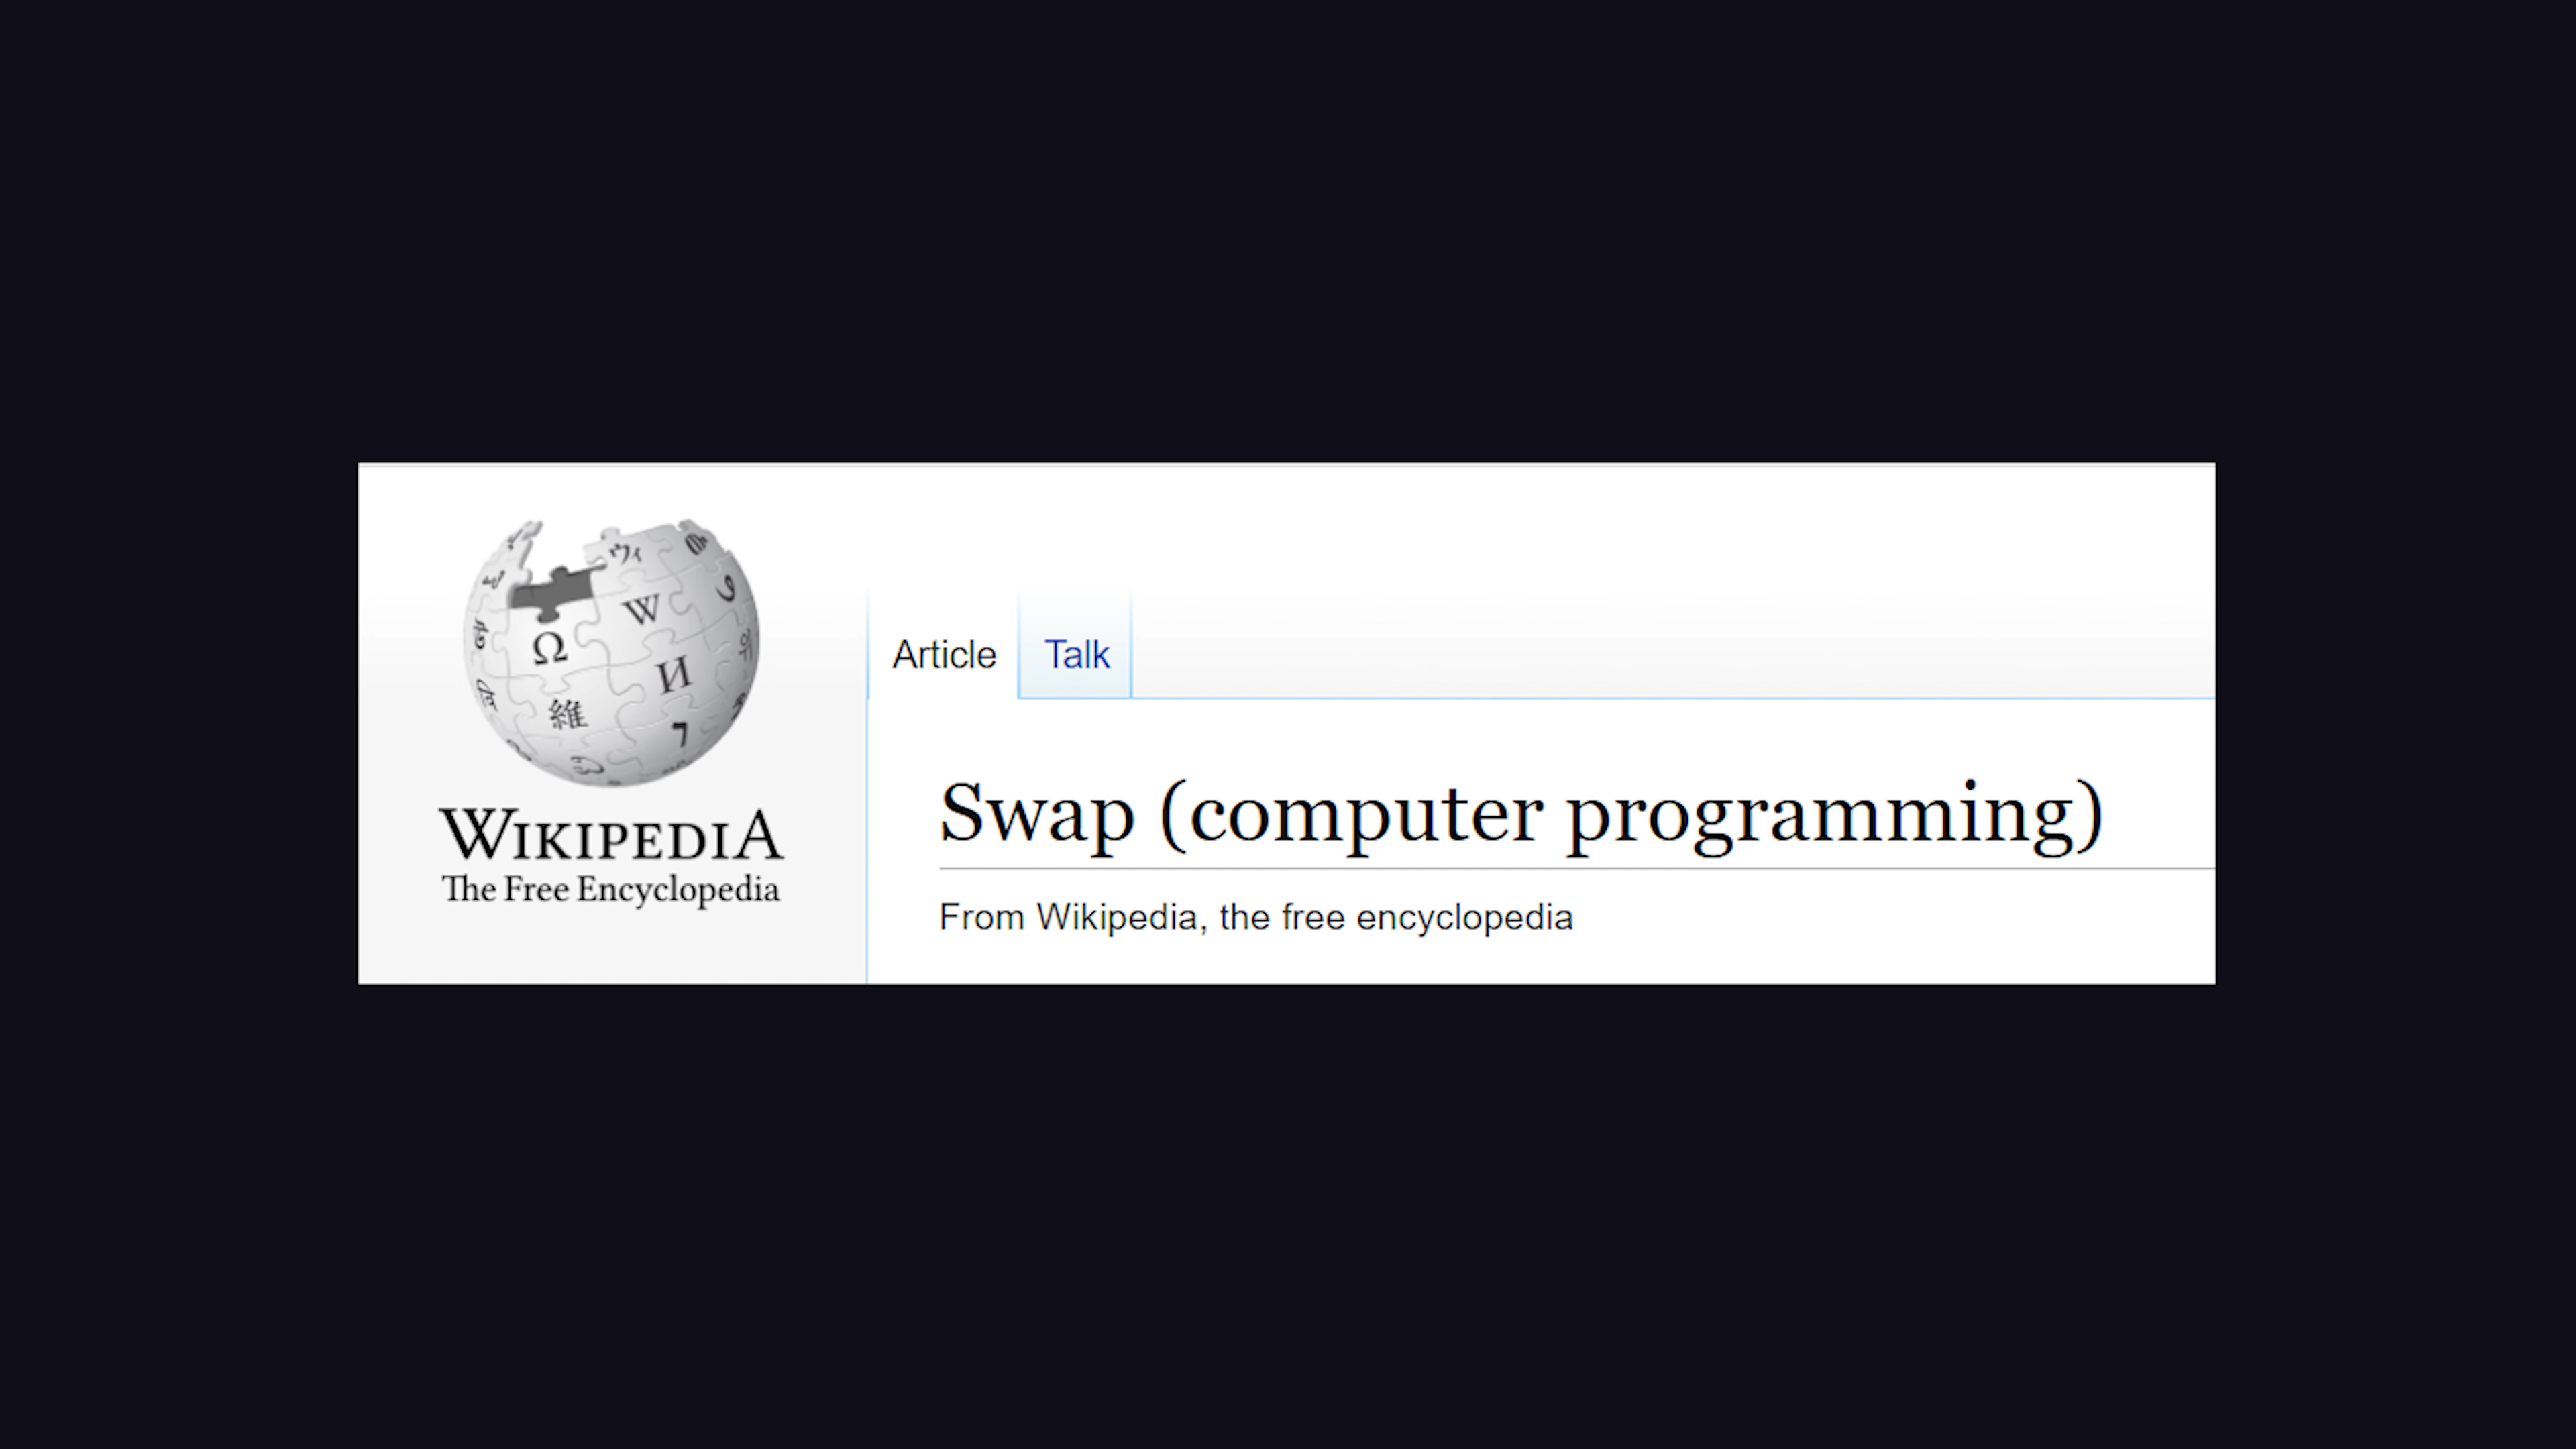 WIKIPEDIA
The Free Encyclopedia
Article
Talk
Swap (computer programming)
From Wikipedia, the free encyclopedia